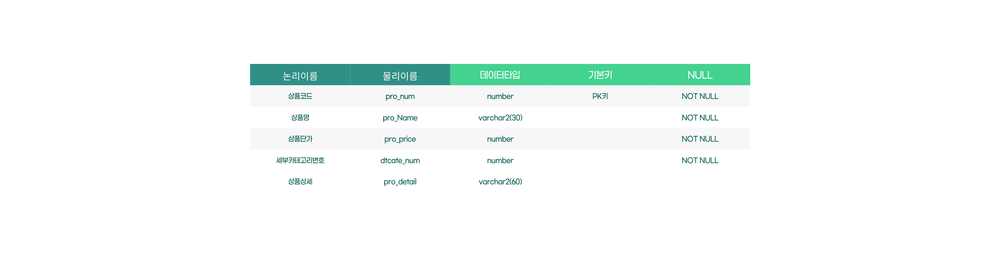 논리이름 물리이름 데이터타입 기본키 NULL
상품코드 pro_num number PK키 NOT NULL
상품명 pro_Name varchar2(30) NOT NULL
상품단가 pro_price number NOT NULL
세부카테고리번호 dtcate_num number NOT NULL
상품상세 pro_detail varchar2(60)